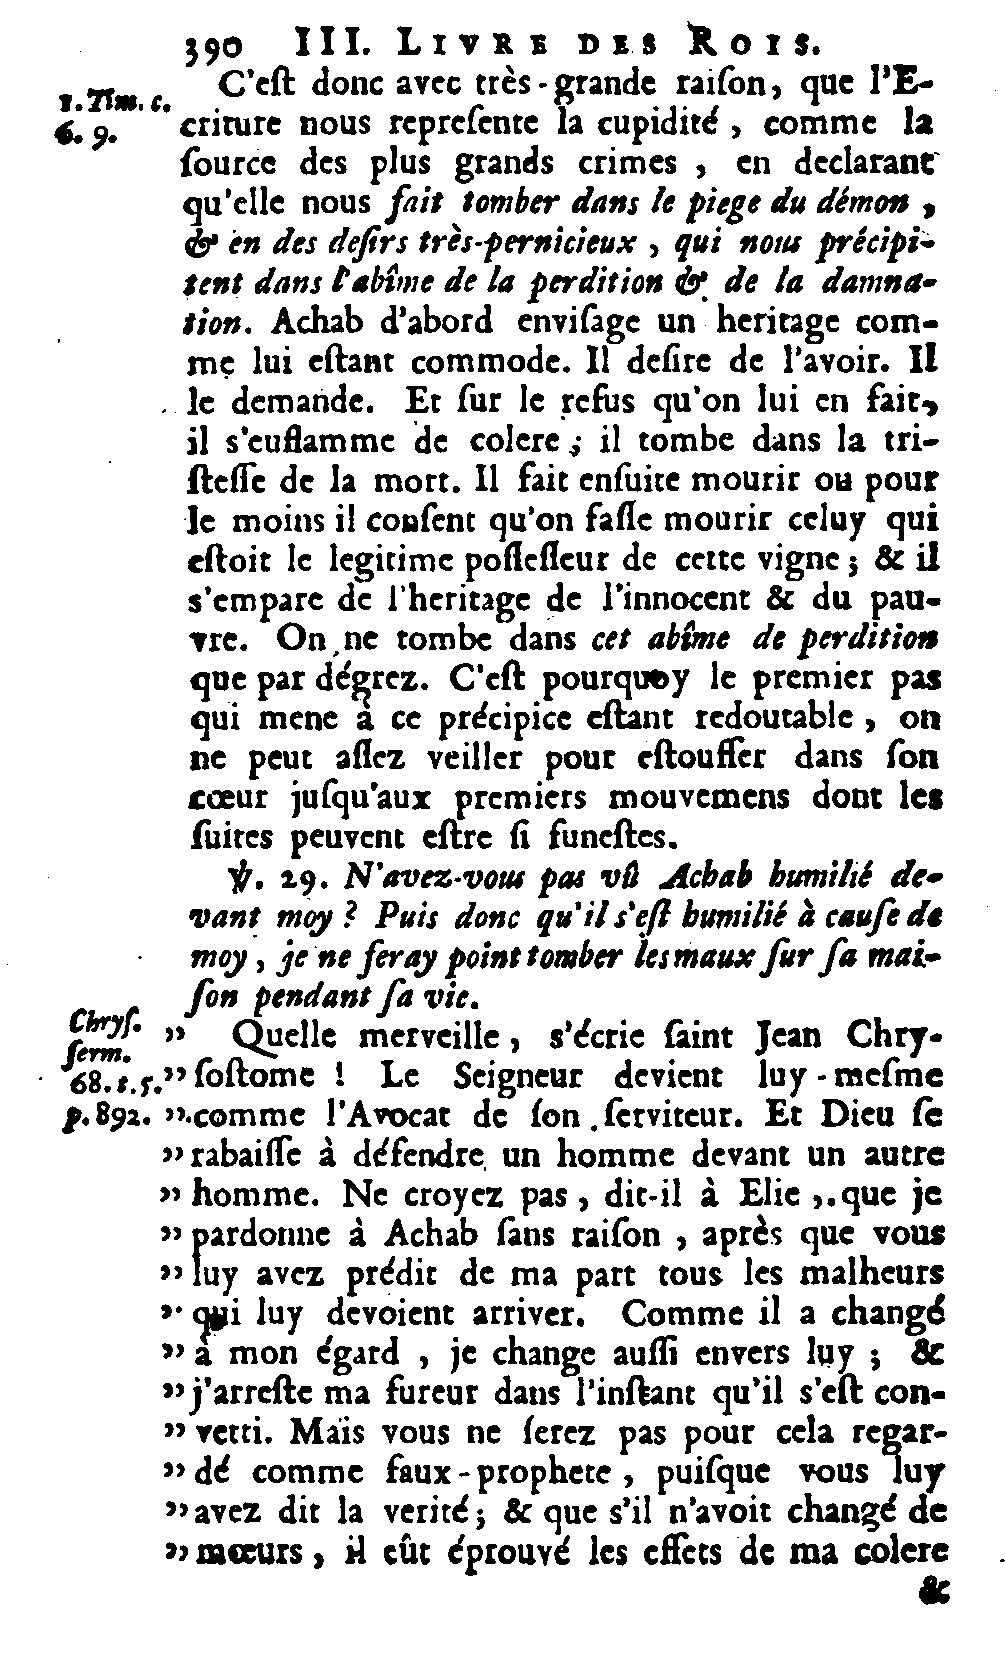 390 III. LIVRE DES ROIS.
C'eſt donc avec très-grande raiſon, que l'E-
1. Tim. c.
6. 9.
criture nous repreſente la cupidité, comme la
ſource des plus grands crimes, en declarant
qu'elle nous fait tomber dans le piege du démon,
& en des deſirs très-pernicieux, qui nous précipi-
tent dans l'abîme de la perdition & de la damna-
tion. Achab d'abord enviſage un heritage com-
me lui eſtant commode. Il deſire de l'avoir. Il
le demande. Et ſur le refus qu'on lui en fait,
il s'euflamme de colere; il tombe dans la tri-
ſteſſe de la mort. Il fait enſuite mourir ou pour
le moins il conſent qu'on faſſe mourir celuy qui
eſtoit le legitime poſſeſſeur de cette vigne; & il
s'empare de l'heritage de l'innocent & du pau-
vre. On ne tombe dans cet abîme de perdition
que par dégrez. C'eſt pourquoy le premier pas
qui mene à ce précipice eſtant redoutable, on
ne peut aſſez veiller pour eſtouffer dans ſon
cœur juſqu'aux premiers mouvemens dont les
ſuites peuvent eſtre ſi funeſtes.
℣. 29. N'avez-vous pas vû Achab humilié de-
vant moy? Puis donc qu'il s'eſt humilié à cauſe de
moy, je ne feray point tomber les maux ſur ſa mai-
ſon pendant ſa vie.
Chryſ.
ſerm.
68. t. 5.
p. 892.
” Quelle merveille, s'écrie ſaint Jean Chry-
” ſoſtome! Le Seigneur devient luy-meſme
” comme l'Avocat de ſon ſerviteur. Et Dieu ſe
” rabaiſſe à défendre un homme devant un autre
” homme. Ne croyez pas, dit-il à Elie, que je
” pardonne à Achab ſans raiſon, après que vous
” luy avez prédit de ma part tous les malheurs
” qui luy devoient arriver. Comme il a changé
” à mon égard, je change auſſi envers luy; &
” j'arreſte ma fureur dans l'inſtant qu'il s'eſt con-
” verti. Mais vous ne ſerez pas pour cela regar-
” dé comme faux-prophete, puiſque vous luy
” avez dit la verité; & que s'il n'avoit changé de
” mœurs, il eût éprouvé les effets de ma colere
&